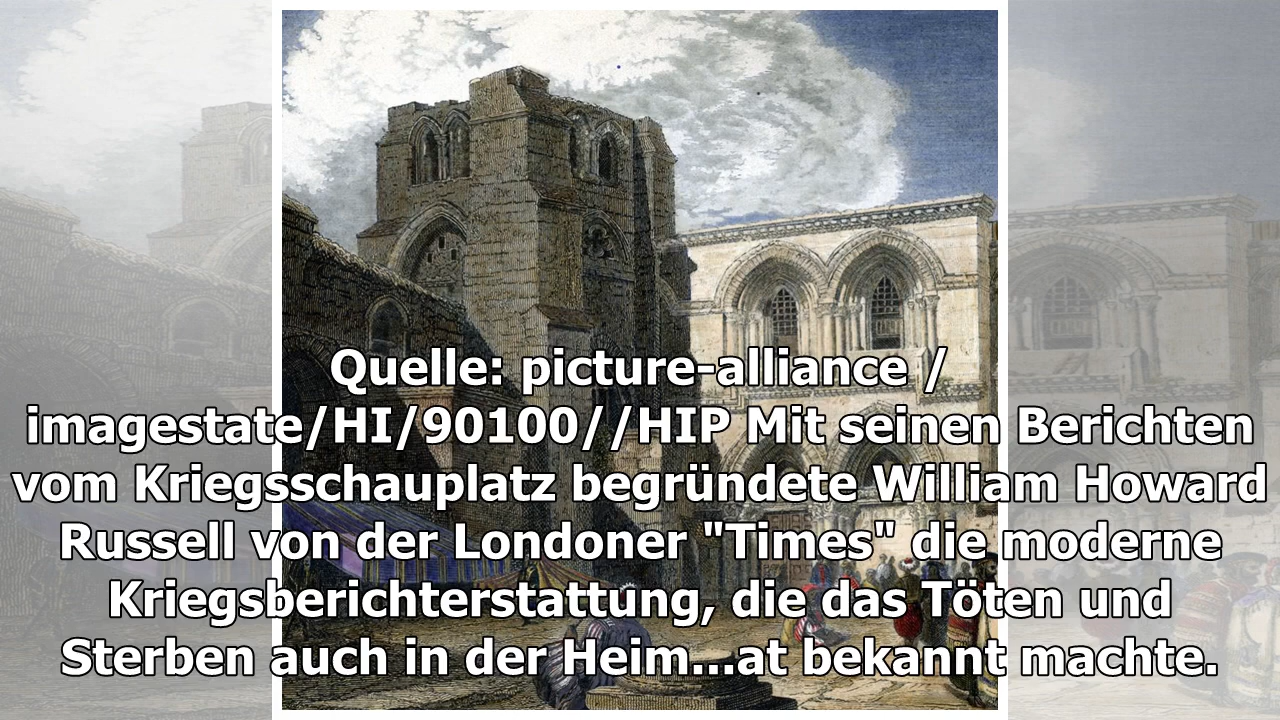 Quelle: picture-alliance /
imagestate/HI/90100//HIP Mit seinen Berichten
vom Kriegsschauplatz begründete William Howard
Russell von der Londoner "Times" die moderne
Kriegsberichterstattung, die das Töten und
Sterben auch in der Heim...at bekannt machte.